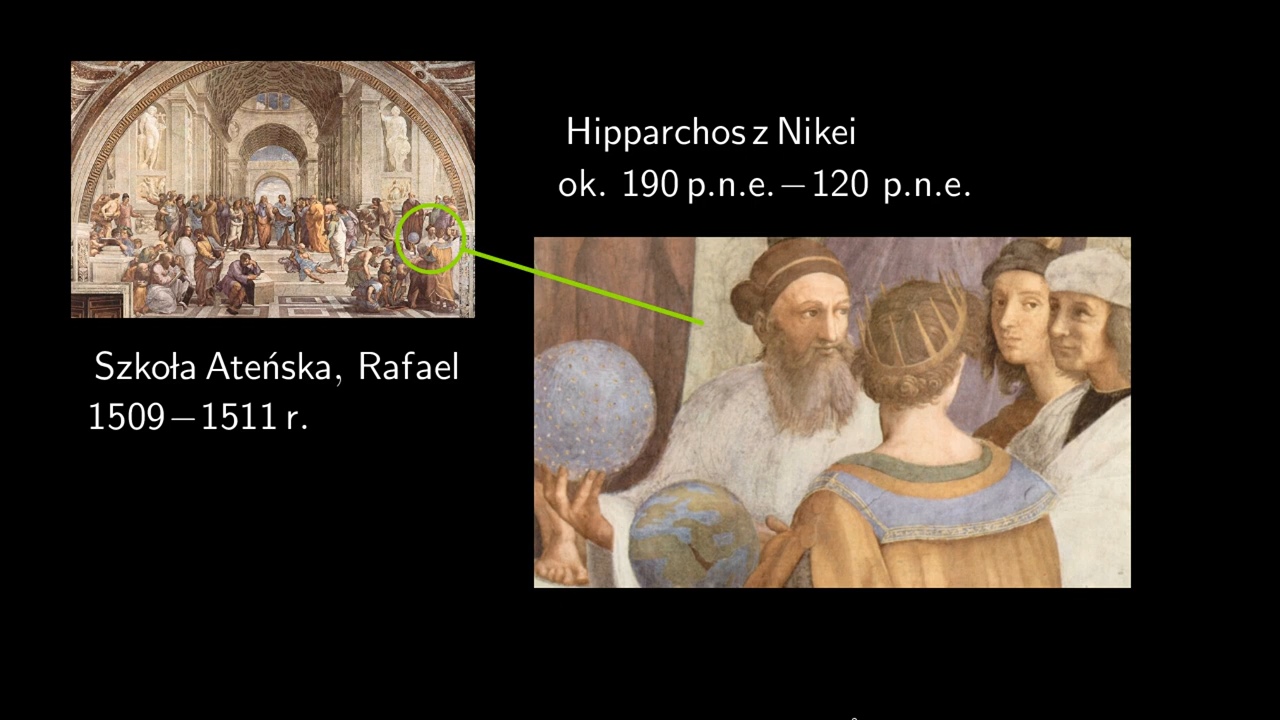 Hipparchos z Nikei
ok. 190 p.n.e. – 120 p.n.e.
Szkoła Ateńska, Rafael
1509 – 1511 r.